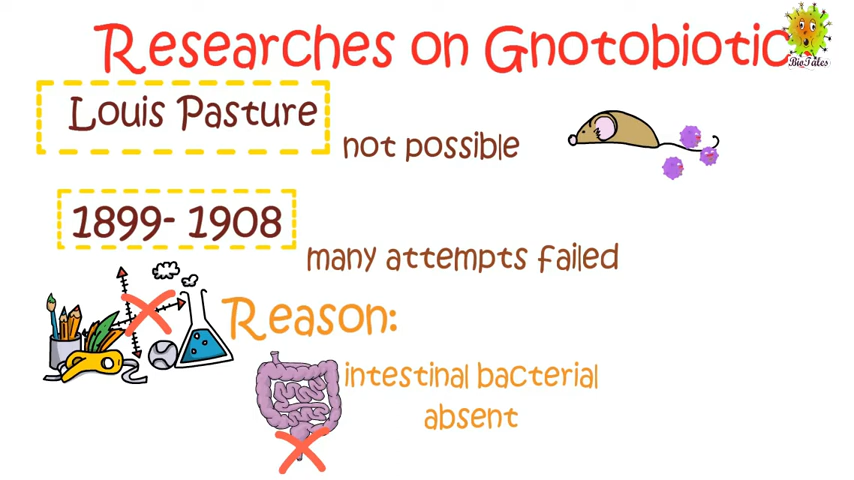 Researches on Gnotobiotic
BioTales
Louis Pasture
not possible
1899- 1908
many attempts failed
Reason:
intestinal bacterial
absent